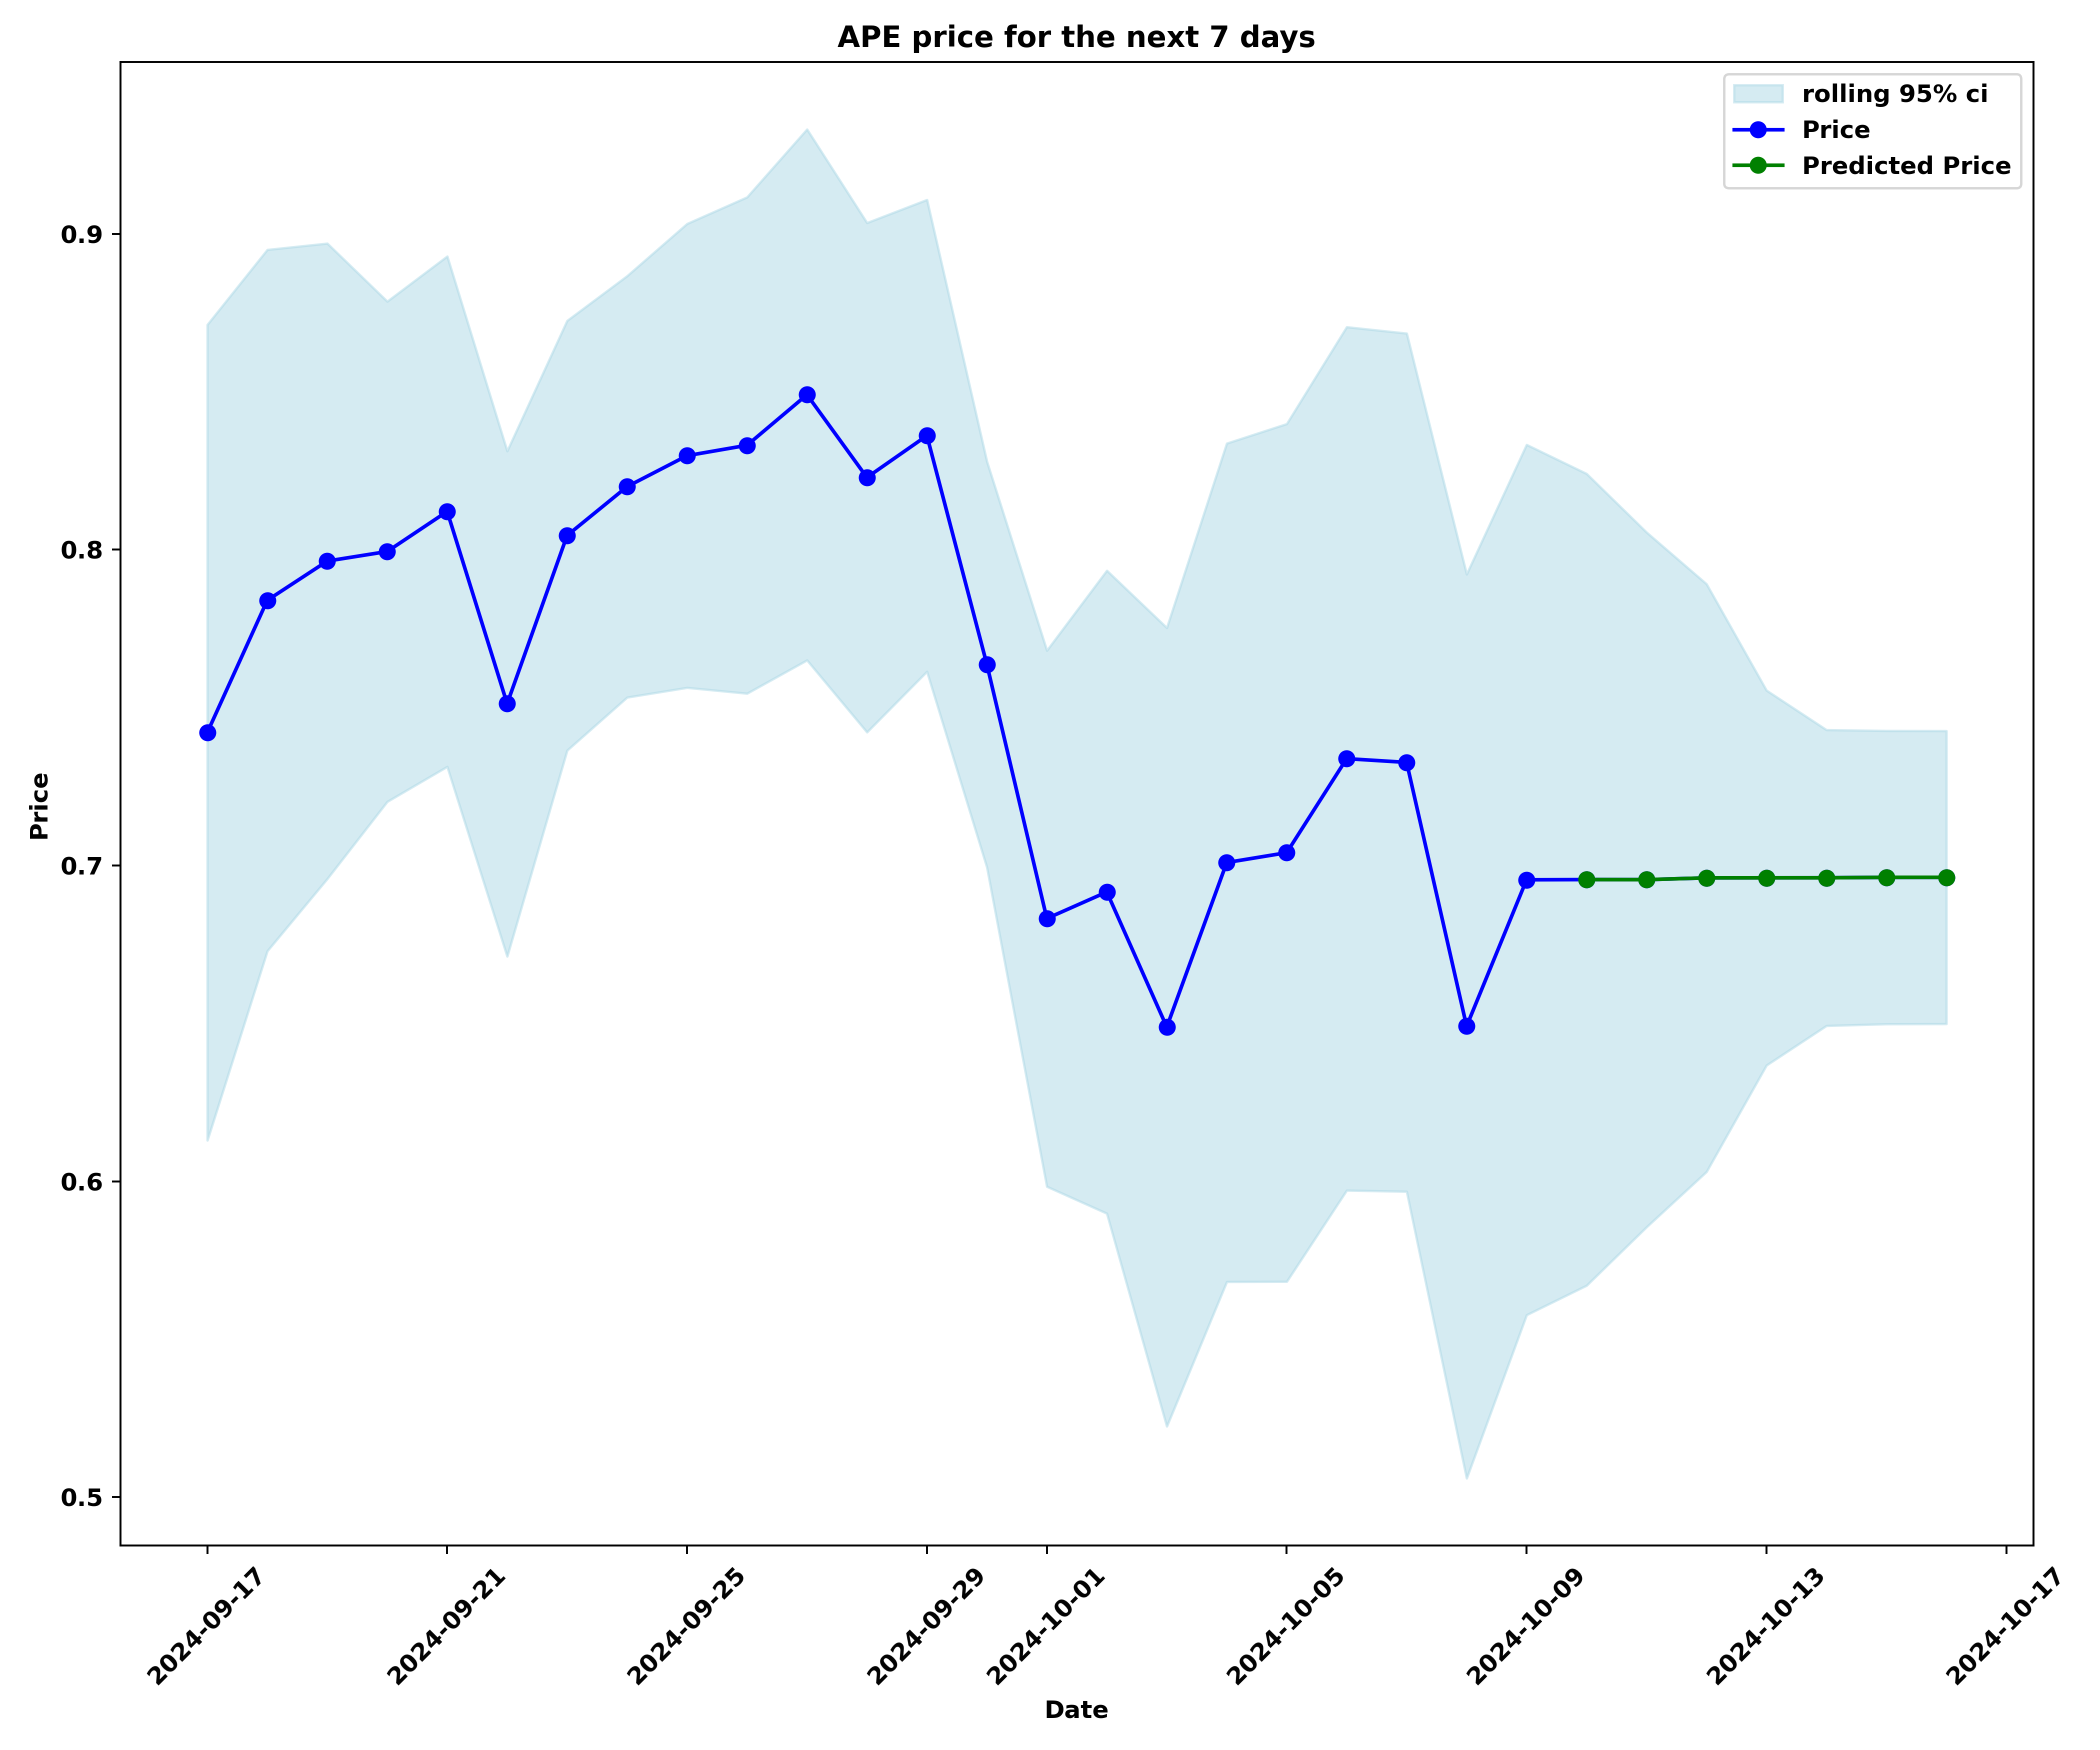 APE price for the next 7 days
rolling 95% ci
Price
Predicted Price
0.9
0.8
0.7
0.6
0.5
Price
2024-09-17
2024-09-21
2024-09-25
2024-09-29
2024-10-01
2024-10-05
2024-10-09
2024-10-13
2024-10-17
Date